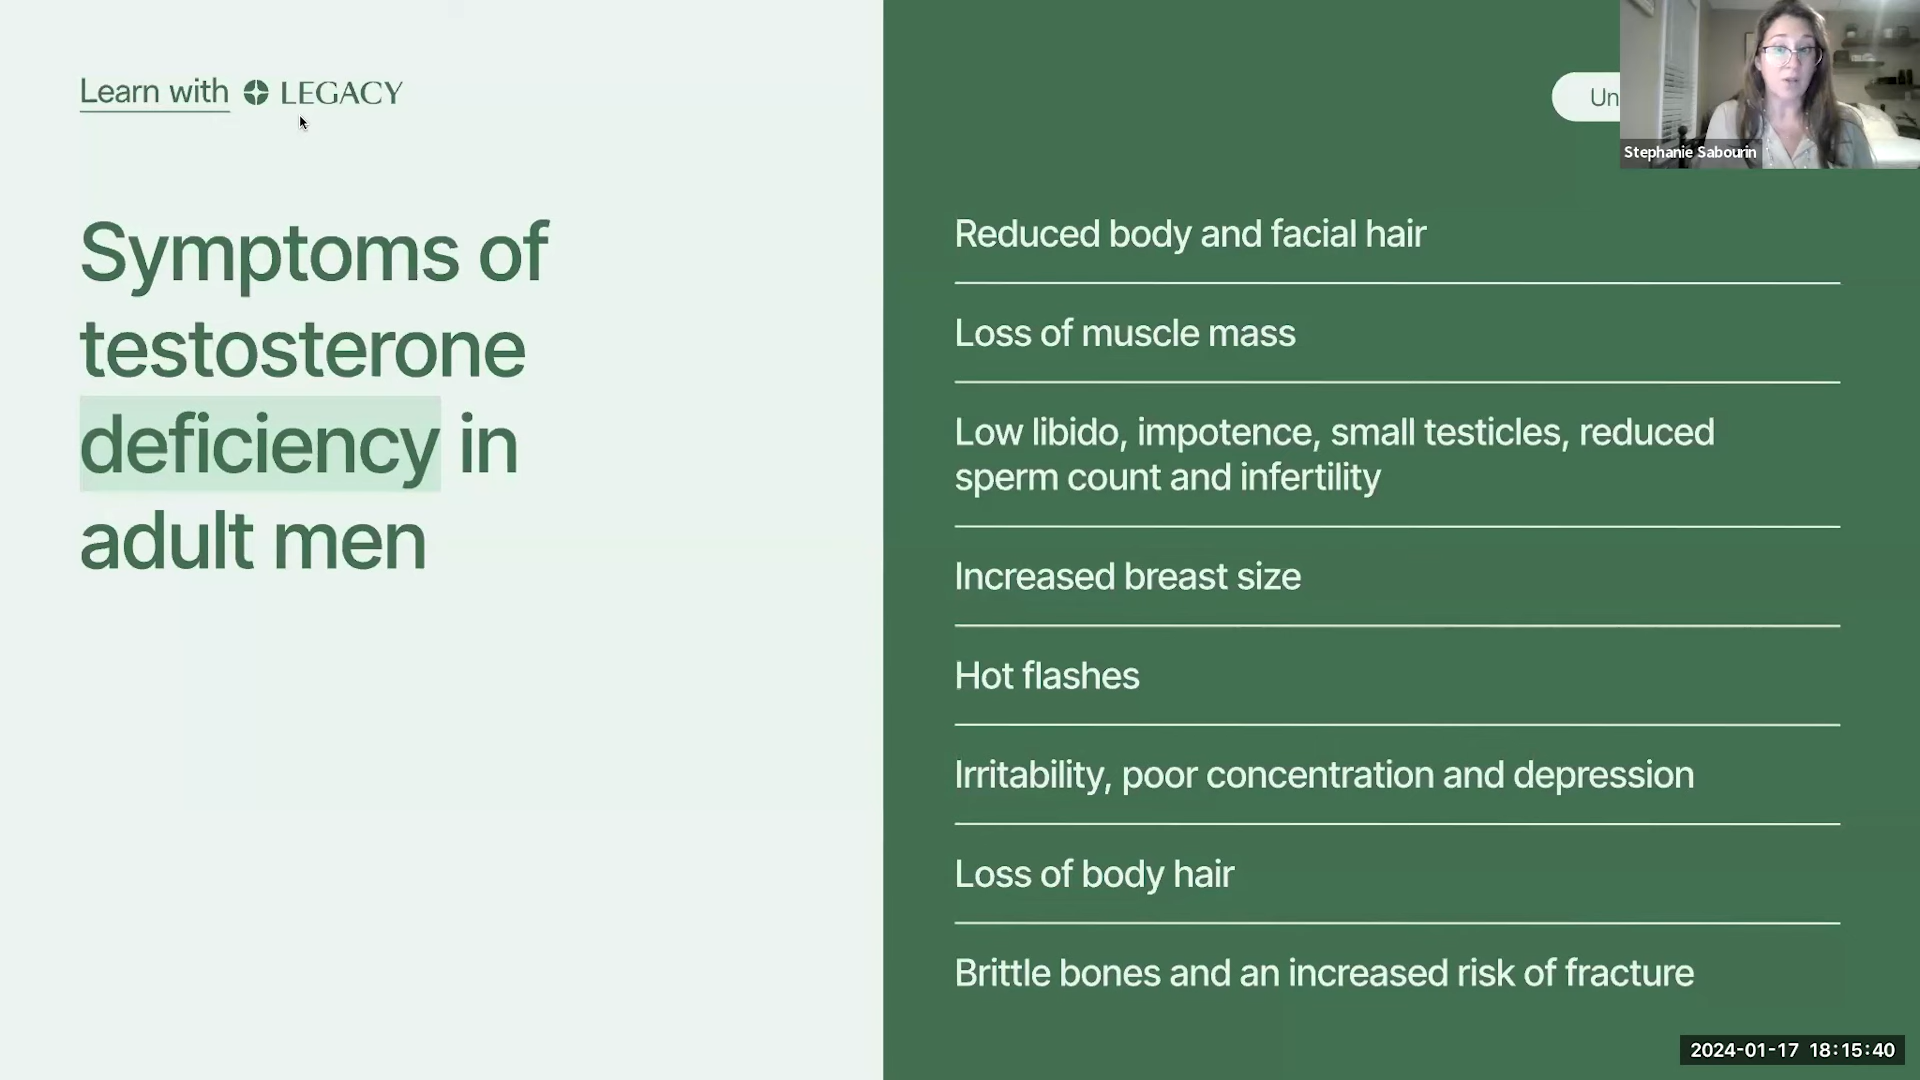 Learn with LEGACY
Un
Stephanie Sabourin
Symptoms of
testosterone
deficiency in
adult men
Reduced body and facial hair
Loss of muscle mass
Low libido, impotence, small testicles, reduced
sperm count and infertility
Increased breast size
Hot flashes
Irritability, poor concentration and depression
Loss of body hair
Brittle bones and an increased risk of fracture
2024-01-17 18:15:40